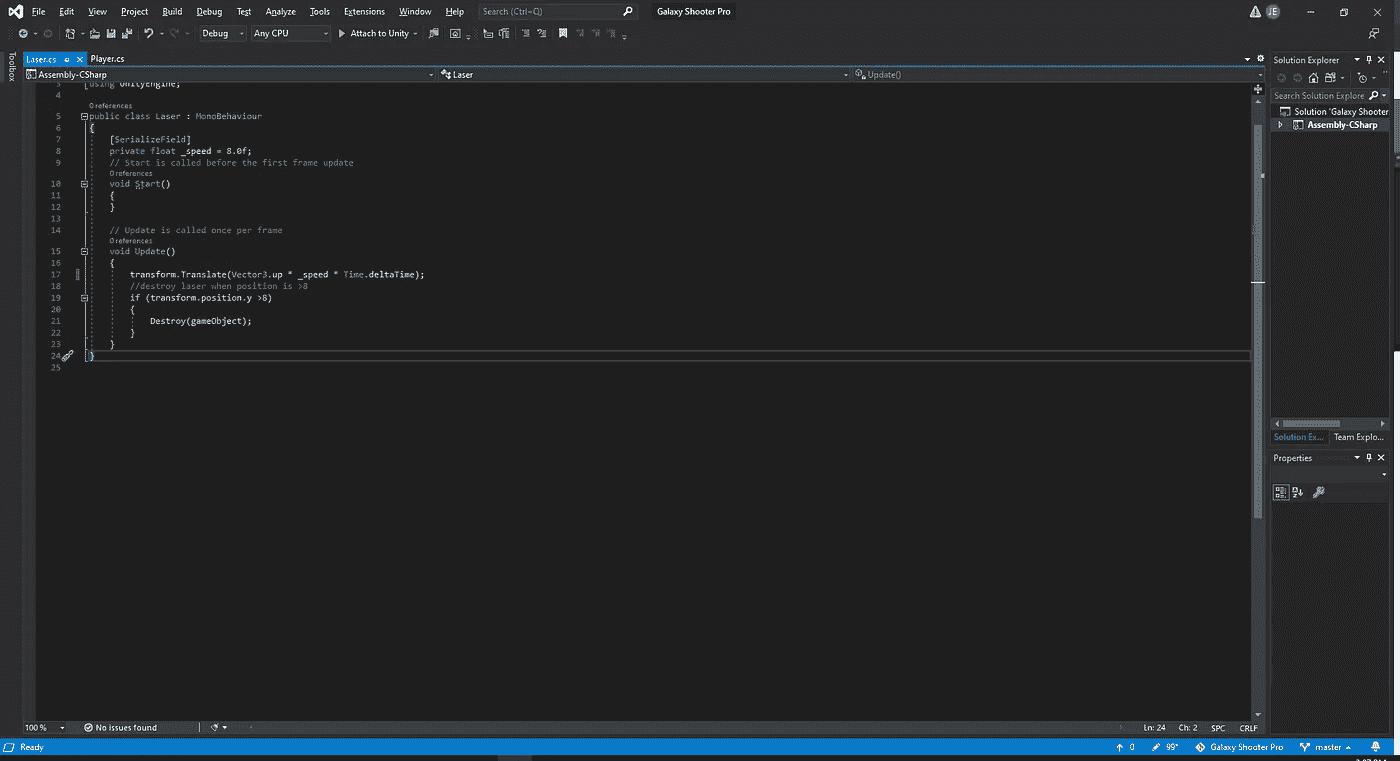 File Edit View Project Build Debug Test Analyze Tools Extensions Window Help Search (Ctrl+Q) Galaxy Shooter Pro JE
Debug Any CPU Attach to Unity
Toolbox
Laser.cs Player.cs
Assembly-CSharp Laser Update()
3 using UnityEngine;
4
0 references
5 public class Laser : MonoBehaviour
6 {
7 [SerializeField]
8 private float _speed = 8.0f;
9 // Start is called before the first frame update
0 references
10 void Start()
11 {
12 }
13
14 // Update is called once per frame
0 references
15 void Update()
16 {
17 transform.Translate(Vector3.up * _speed * Time.deltaTime);
18 //destroy laser when position is >8
19 if (transform.position.y >8)
20 {
21 Destroy(gameObject);
22 }
23 }
24 }
25
Solution Explorer
Search Solution Explore
Solution 'Galaxy Shooter
Assembly-CSharp
Solution Ex... Team Explo...
Properties
100 % No issues found Ln: 24 Ch: 2 SPC CRLF
Ready 0 99+ Galaxy Shooter Pro master